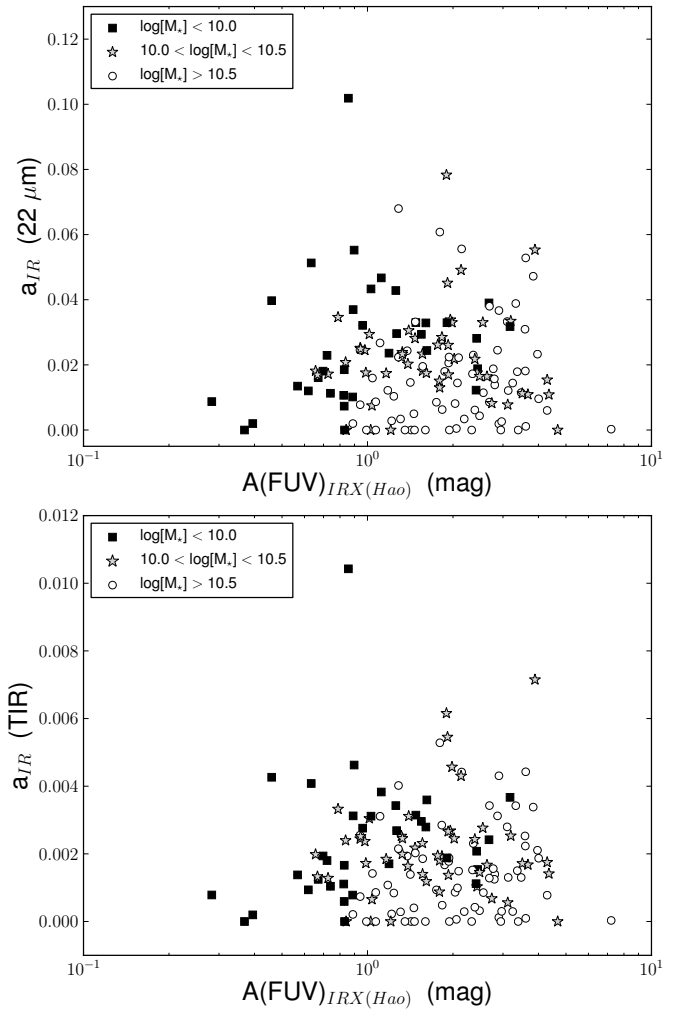 log[M⋆] < 10.0
10.0 < log[M⋆] < 10.5
log[M⋆] > 10.5
0.12
0.10
0.08
0.06
0.04
0.02
0.00
a_IR (22 μm)
10^-1 10^0 10^1
A(FUV)_IRX(Hao) (mag)
0.012
log[M⋆] < 10.0
10.0 < log[M⋆] < 10.5
log[M⋆] > 10.5
0.010
0.008
0.006
0.004
0.002
0.000
a_IR (TIR)
10^-1 10^0 10^1
A(FUV)_IRX(Hao) (mag)